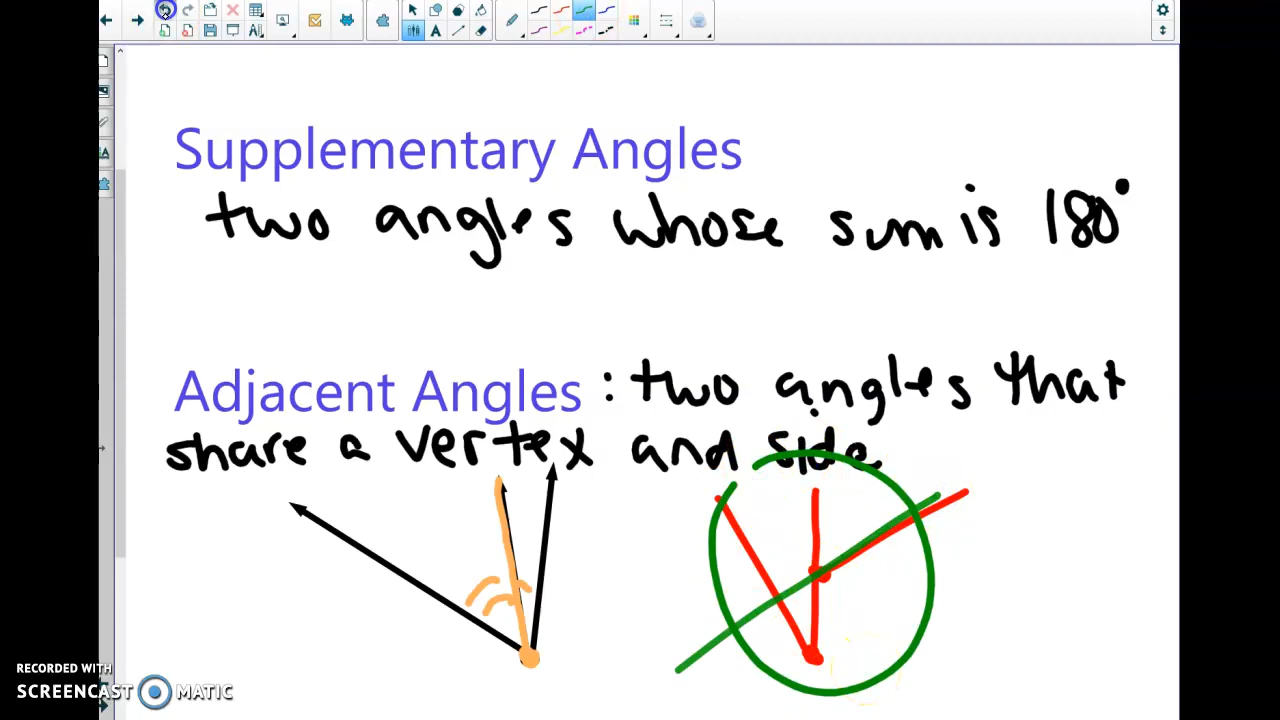 Supplementary Angles
two angles whose sum is 180°
Adjacent Angles : two angles that
share a vertex and side
RECORDED WITH
SCREENCAST MATIC